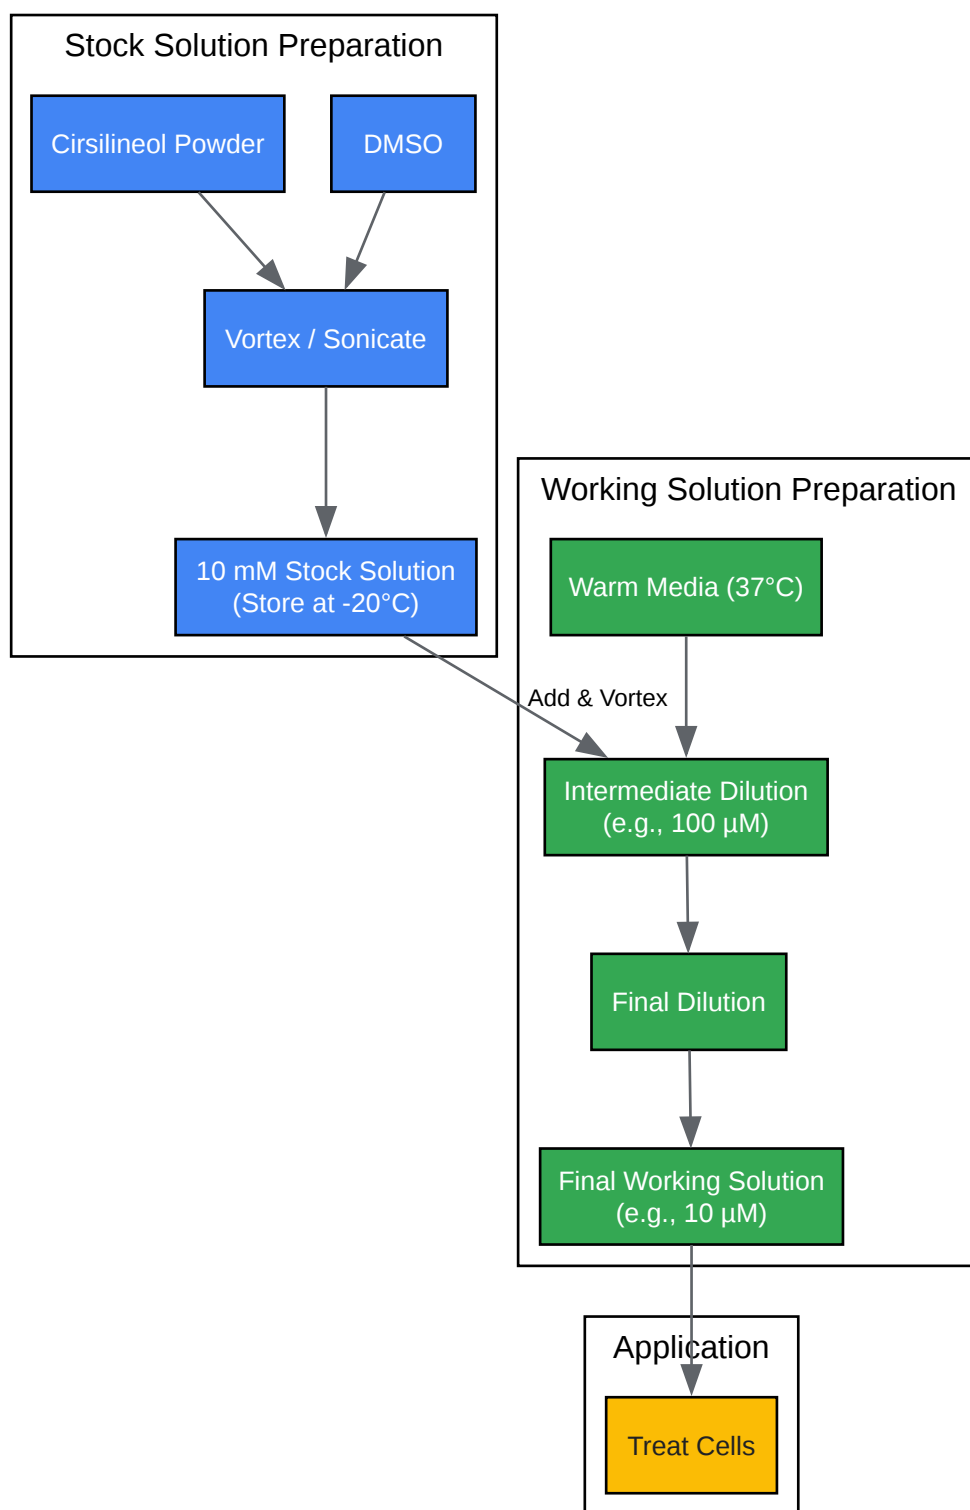 Stock Solution Preparation
Cirsilineol Powder
DMSO
Vortex / Sonicate
10 mM Stock Solution
(Store at -20°C)
Working Solution Preparation
Warm Media (37°C)
Add & Vortex
Intermediate Dilution
(e.g., 100 µM)
Final Dilution
Final Working Solution
(e.g., 10 µM)
Application
Treat Cells